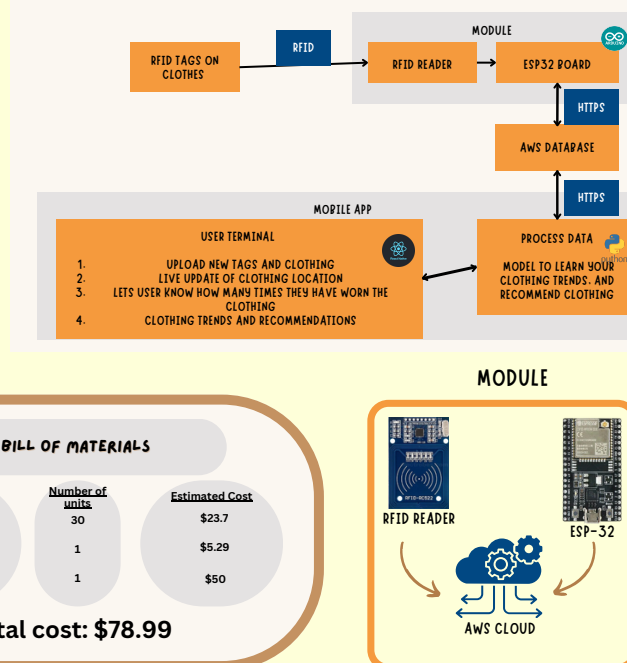 MODULE
ARDUINO
RFID
RFID TAGS ON
CLOTHES
RFID READER
ESP32 BOARD
HTTPS
AWS DATABASE
HTTPS
MOBILE APP
USER TERMINAL
1. UPLOAD NEW TAGS AND CLOTHING
2. LIVE UPDATE OF CLOTHING LOCATION
3. LETS USER KNOW HOW MANY TIMES THEY HAVE WORN THE
CLOTHING
4. CLOTHING TRENDS AND RECOMMENDATIONS
PROCESS DATA
python
MODEL TO LEARN YOUR
CLOTHING TRENDS, AND
RECOMMEND CLOTHING
BILL OF MATERIALS
Number of
units
Estimated Cost
30 $23.7
1 $5.29
1 $50
tal cost: $78.99
MODULE
RFID-RC522
RFID READER
ESP-32
AWS CLOUD